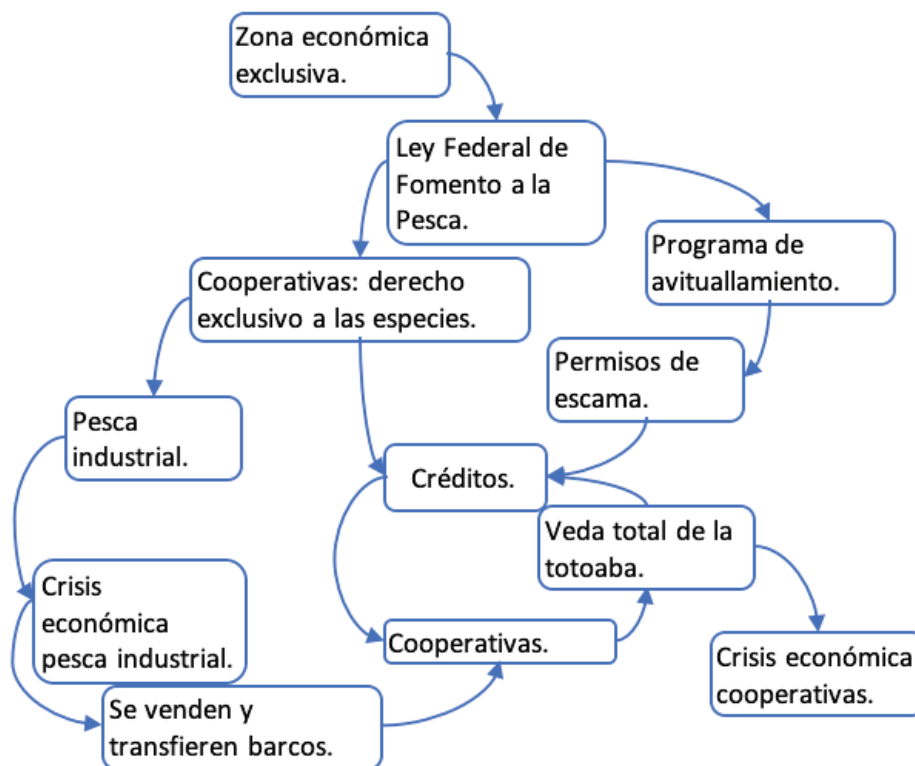 Zona económica
exclusiva.
Ley Federal de
Fomento a la
Pesca.
Programa de
avituallamiento.
Cooperativas: derecho
exclusivo a las especies.
Permisos de
escama.
Pesca
industrial.
Créditos.
Veda total de la
totoaba.
Crisis
económica
pesca industrial.
Cooperativas.
Crisis económica
cooperativas.
Se venden y
transfieren barcos.